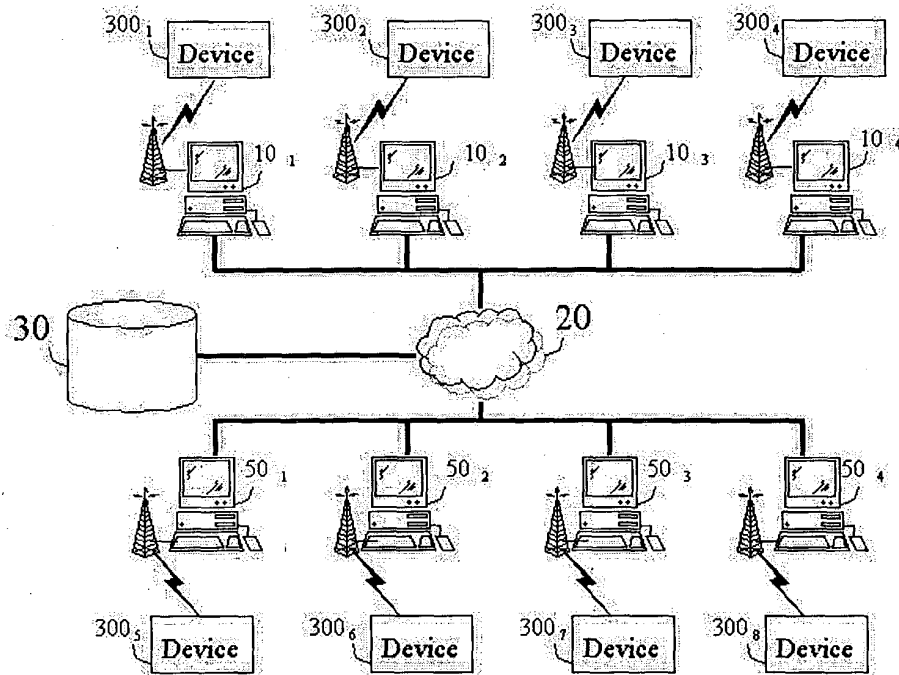 300₁ 300₂ 300₃ 300₄
Device Device Device Device
10₁ 10₂ 10₃ 10₄
30 20
50₁ 50₂ 50₃ 50₄
300₅ 300₆ 300₇ 300₈
Device Device Device Device